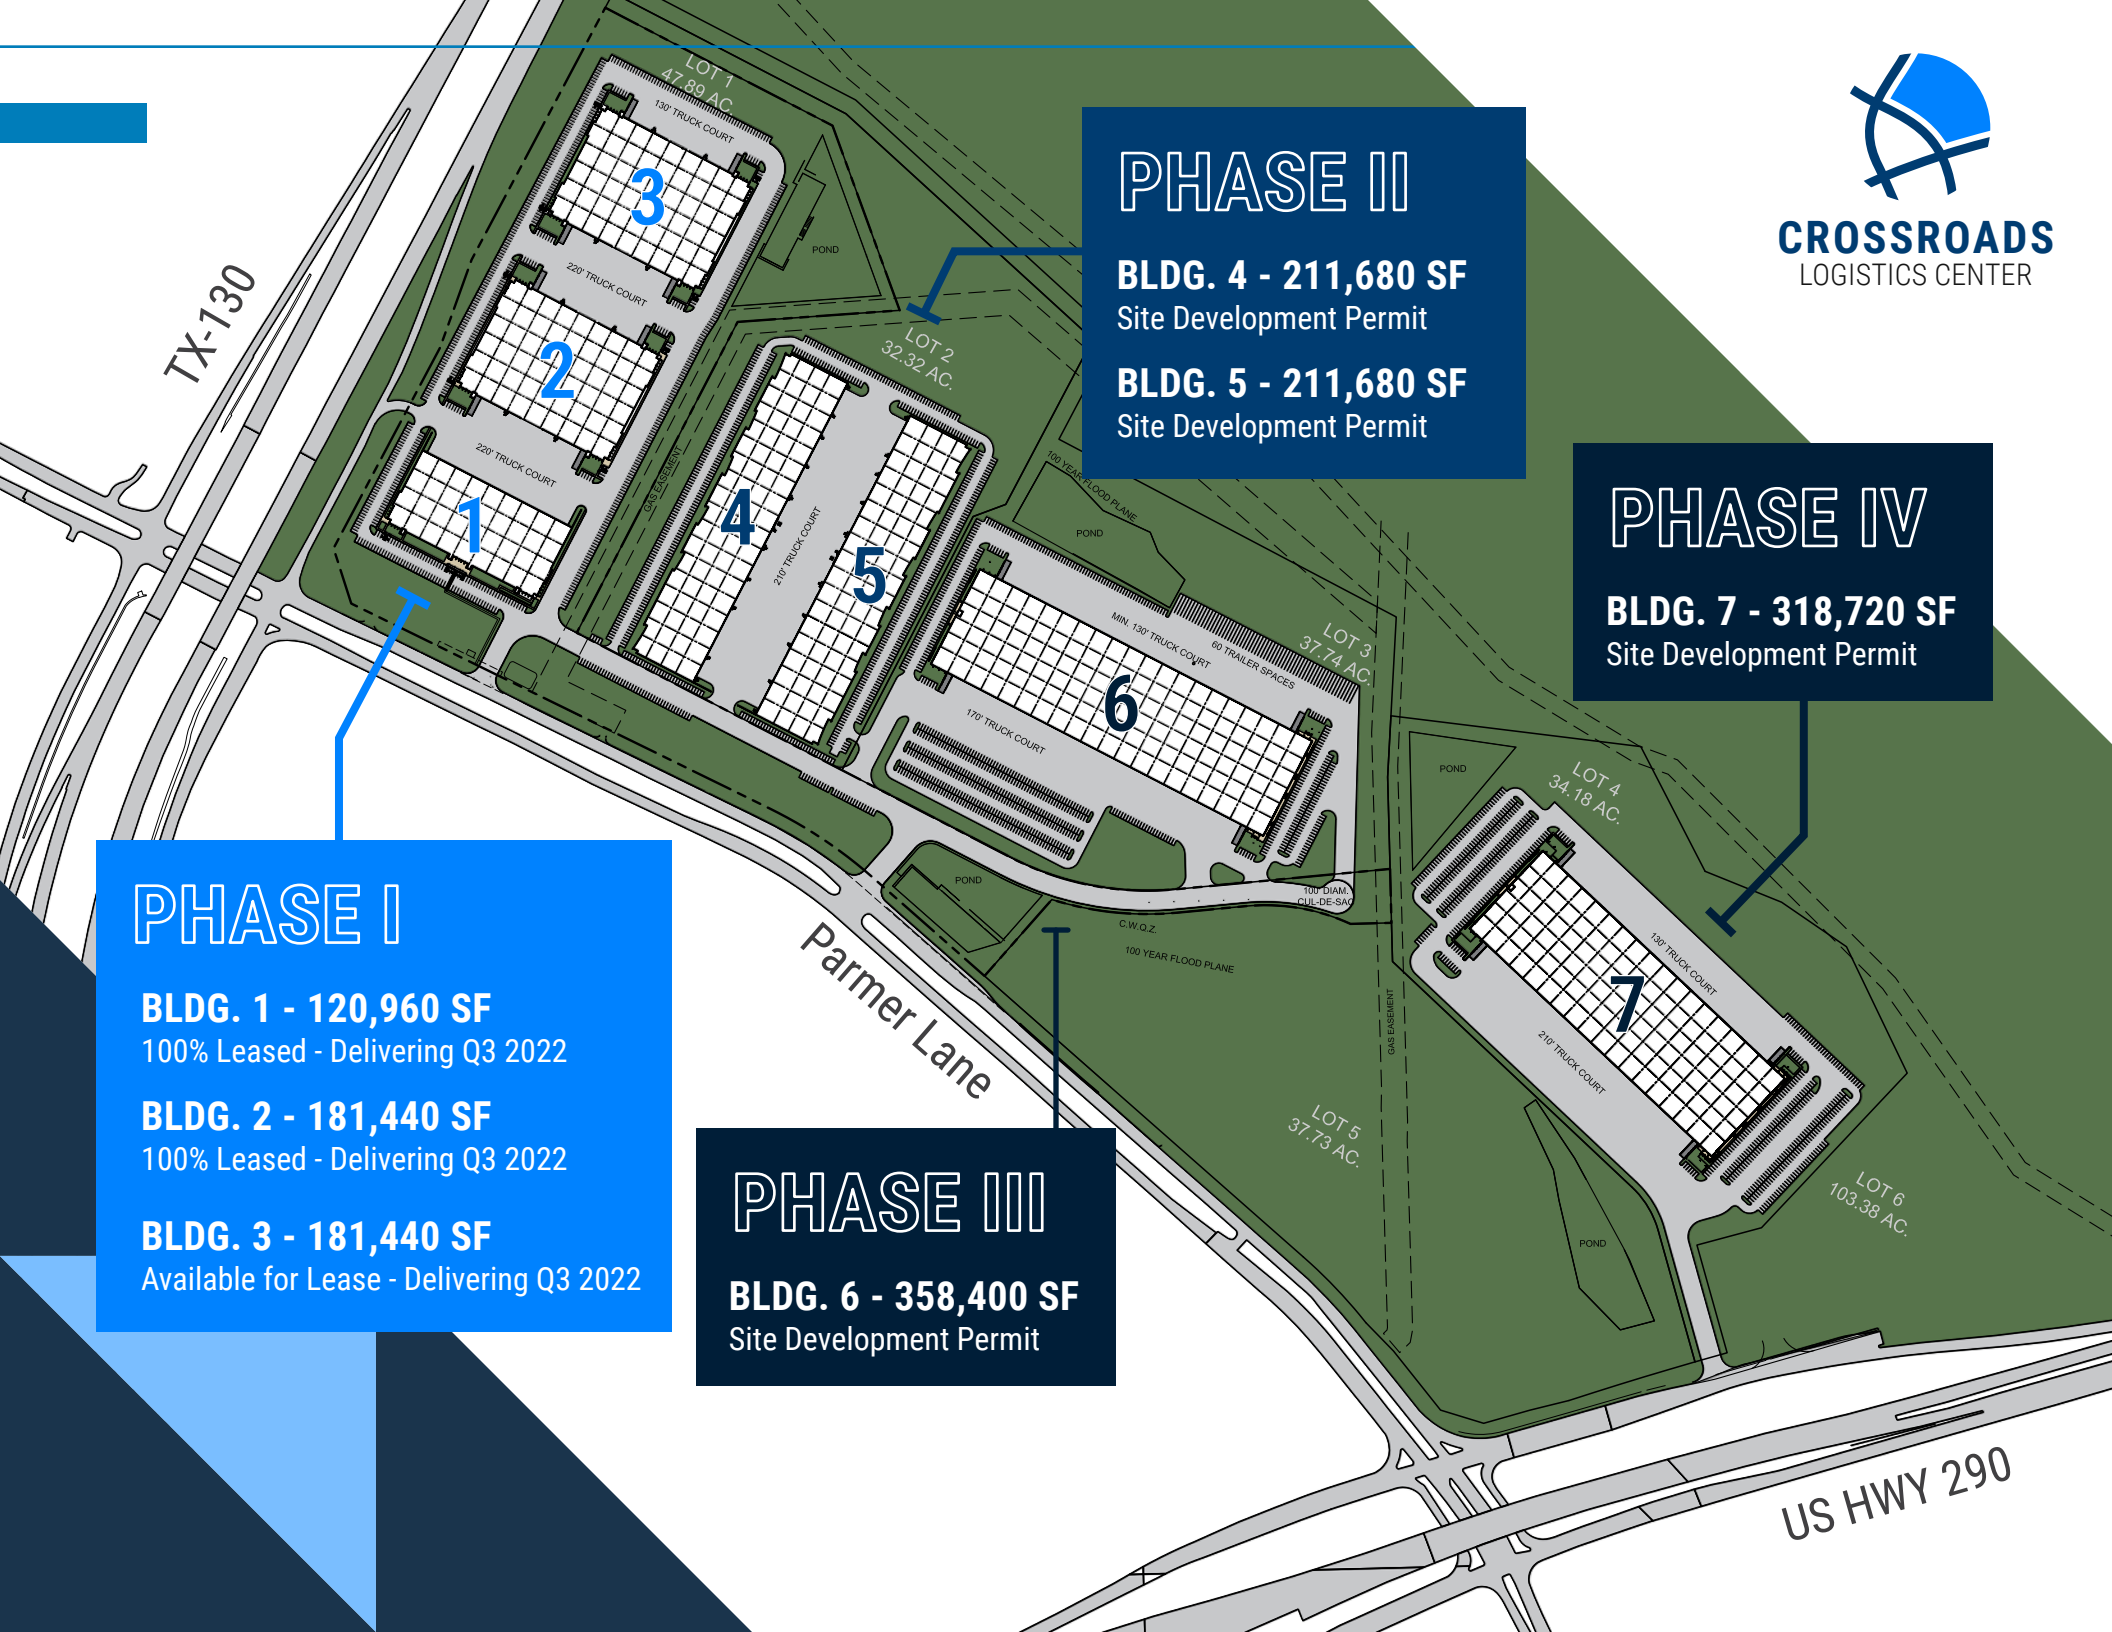 CROSSROADS
LOGISTICS CENTER
TX-130
LOT 1
47.89 AC.
130' TRUCK COURT
3
POND
220' TRUCK COURT
2
220' TRUCK COURT
1
GAS EASEMENT
PHASE II
BLDG. 4 - 211,680 SF
Site Development Permit
BLDG. 5 - 211,680 SF
Site Development Permit
LOT 2
32.32 AC.
4
210' TRUCK COURT
5
100 YEAR FLOOD PLANE
POND
PHASE IV
BLDG. 7 - 318,720 SF
Site Development Permit
MIN. 130' TRUCK COURT
60 TRAILER SPACES
LOT 3
37.74 AC.
6
170' TRUCK COURT
POND
LOT 4
34.18 AC.
POND
100' DIAM.
CUL-DE-SAC
C.W.Q.Z.
100 YEAR FLOOD PLANE
Parmer Lane
130' TRUCK COURT
7
210' TRUCK COURT
GAS EASEMENT
LOT 5
37.73 AC.
LOT 6
103.38 AC.
POND
PHASE I
BLDG. 1 - 120,960 SF
100% Leased - Delivering Q3 2022
BLDG. 2 - 181,440 SF
100% Leased - Delivering Q3 2022
BLDG. 3 - 181,440 SF
Available for Lease - Delivering Q3 2022
PHASE III
BLDG. 6 - 358,400 SF
Site Development Permit
US HWY 290